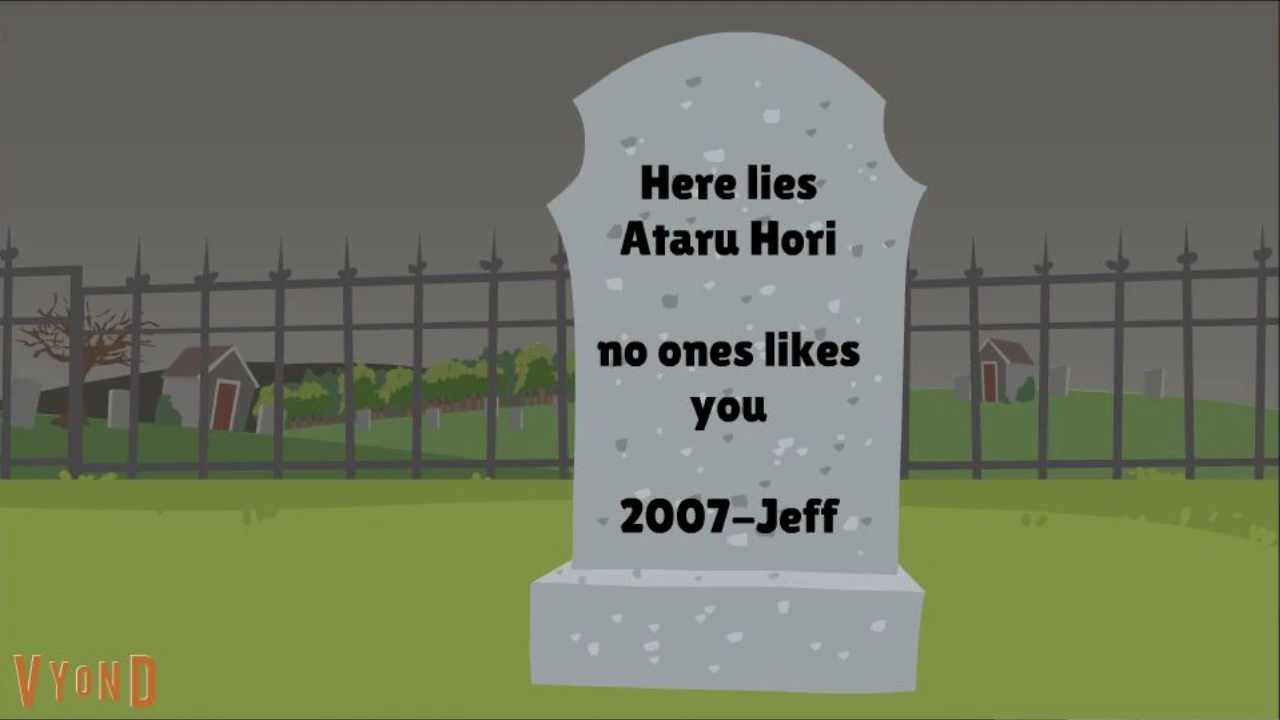 Here lies
Ataru Hori
no ones likes
you
2007-Jeff
VYOND